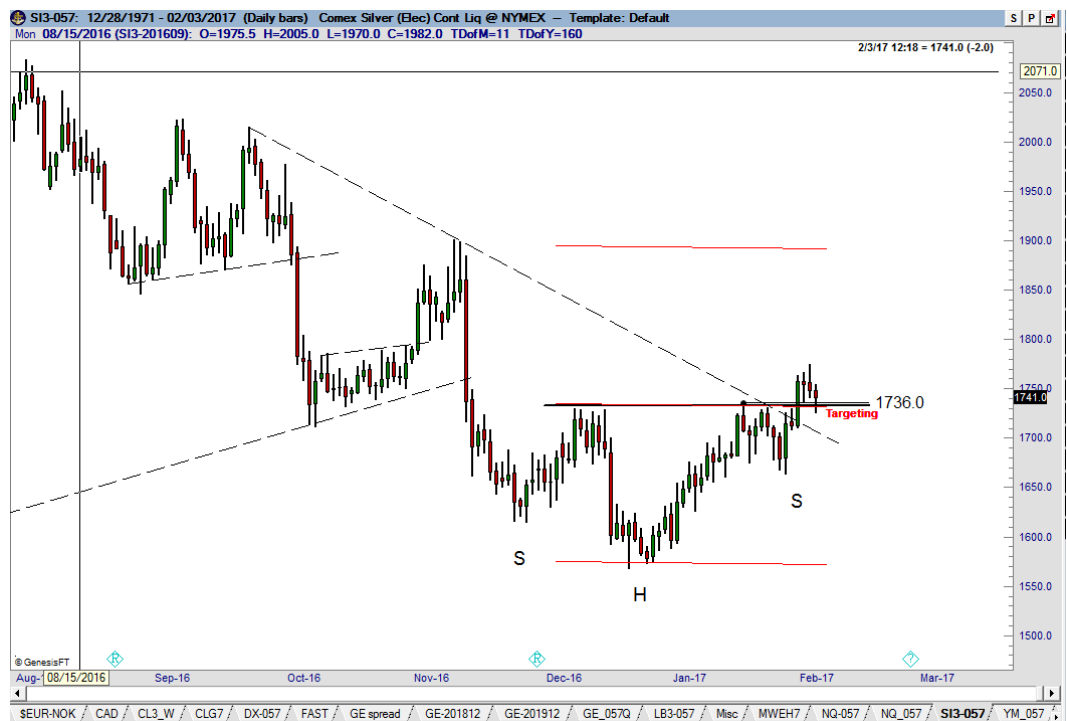 SI3-057: 12/28/1971 - 02/03/2017 (Daily bars) Comex Silver (Elec) Cont Liq @ NYMEX - Template: Default
S P
Mon 08/15/2016 (SI3-201609): O=1975.5 H=2005.0 L=1970.0 C=1982.0 TDofM=11 TDofY=160
2/3/17 12:18 = 1741.0 (-2.0)
2071.0
2050.0
2000.0
1950.0
1900.0
1850.0
1800.0
1750.0
1741.0
1736.0
Targeting
1700.0
1650.0
S
S
1600.0
H
1550.0
1500.0
© GenesisFT
R
R
?
Aug-
08/15/2016
Sep-16
Oct-16
Nov-16
Dec-16
Jan-17
Feb-17
Mar-17
$EUR-NOK CAD CL3_W CLG7 DX-057 FAST GE spread GE-201812 GE-201912 GE_057Q LB3-057 Misc MWEH7 NQ-057 NQ_057 SI3-057 YM_057